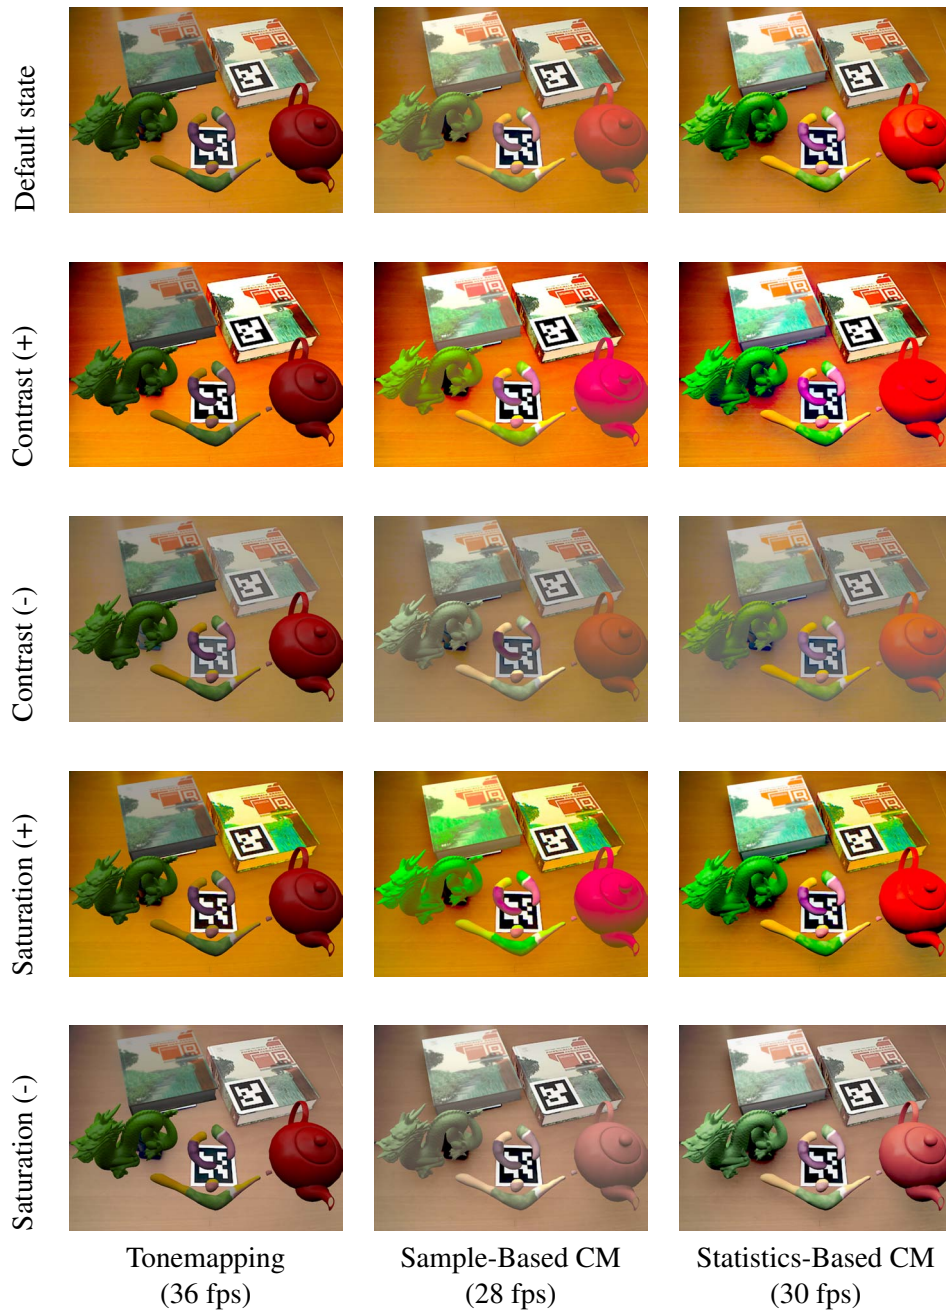 Default state
Contrast (+)
Contrast (-)
Saturation (+)
Saturation (-)
Tonemapping
(36 fps)
Sample-Based CM
(28 fps)
Statistics-Based CM
(30 fps)